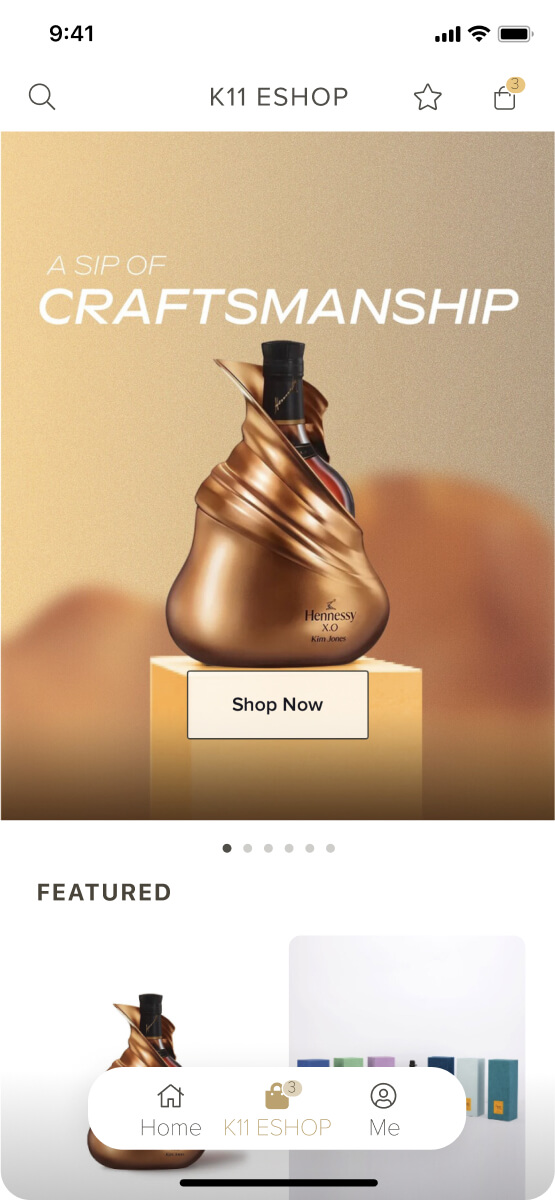 9:41
K11 ESHOP
3
A SIP OF
CRAFTSMANSHIP
Hennessy
X.O
Kim Jones
Shop Now
FEATURED
3
Home
K11 ESHOP
Me